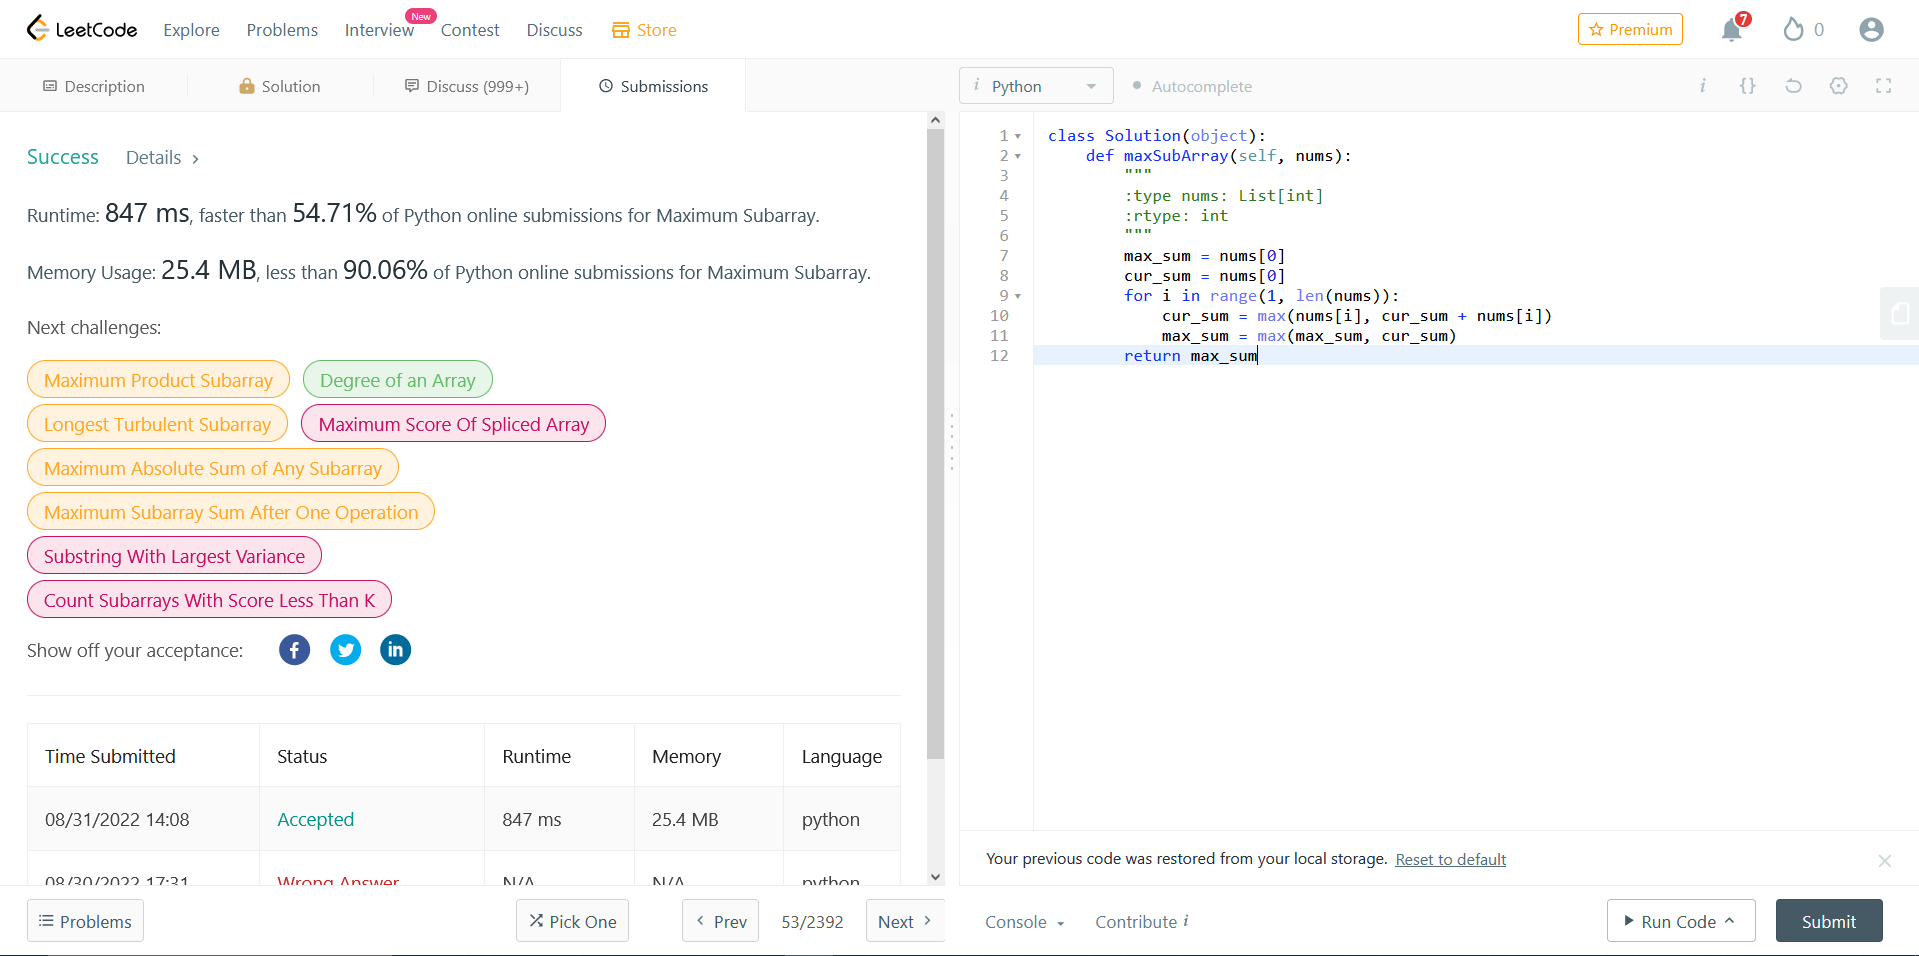 LeetCode Explore Problems Interview New Contest Discuss Store Premium 7 0
Description Solution Discuss (999+) Submissions
i Python Autocomplete i {}
Success Details >
Runtime: 847 ms, faster than 54.71% of Python online submissions for Maximum Subarray.
Memory Usage: 25.4 MB, less than 90.06% of Python online submissions for Maximum Subarray.
Next challenges:
Maximum Product Subarray Degree of an Array
Longest Turbulent Subarray Maximum Score Of Spliced Array
Maximum Absolute Sum of Any Subarray
Maximum Subarray Sum After One Operation
Substring With Largest Variance
Count Subarrays With Score Less Than K
Show off your acceptance: f in
Time Submitted Status Runtime Memory Language
08/31/2022 14:08 Accepted 847 ms 25.4 MB python
08/30/2022 17:31 Wrong Answer N/A N/A python
1 class Solution(object):
2 def maxSubArray(self, nums):
3 """
4 :type nums: List[int]
5 :rtype: int
6 """
7 max_sum = nums[0]
8 cur_sum = nums[0]
9 for i in range(1, len(nums)):
10 cur_sum = max(nums[i], cur_sum + nums[i])
11 max_sum = max(max_sum, cur_sum)
12 return max_sum
Your previous code was restored from your local storage. Reset to default
Problems Pick One < Prev 53/2392 Next >
Console Contribute i Run Code Submit